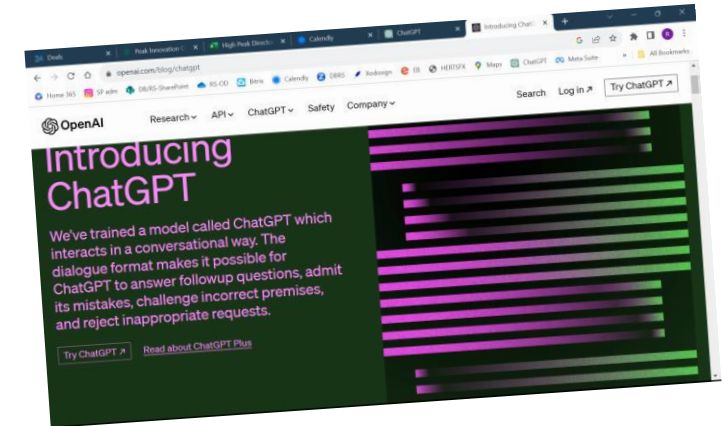 Deals
Peak Innovation C
High Peak Direct
Calendly
ChatGPT
Introducing Chat
openai.com/blog/chatgpt
Home 365
SP adm
DB/RS-SharePoint
RS-OD
Bitrix
Calendly
DBRS
Xodesign
EB
HERTSFX
Maps
ChatGPT
Meta Suite
All Bookmarks
OpenAI
Research
API
ChatGPT
Safety
Company
Search
Log in
Try ChatGPT
Introducing
ChatGPT
We've trained a model called ChatGPT which
interacts in a conversational way. The
dialogue format makes it possible for
ChatGPT to answer followup questions, admit
its mistakes, challenge incorrect premises,
and reject inappropriate requests.
Try ChatGPT
Read about ChatGPT Plus